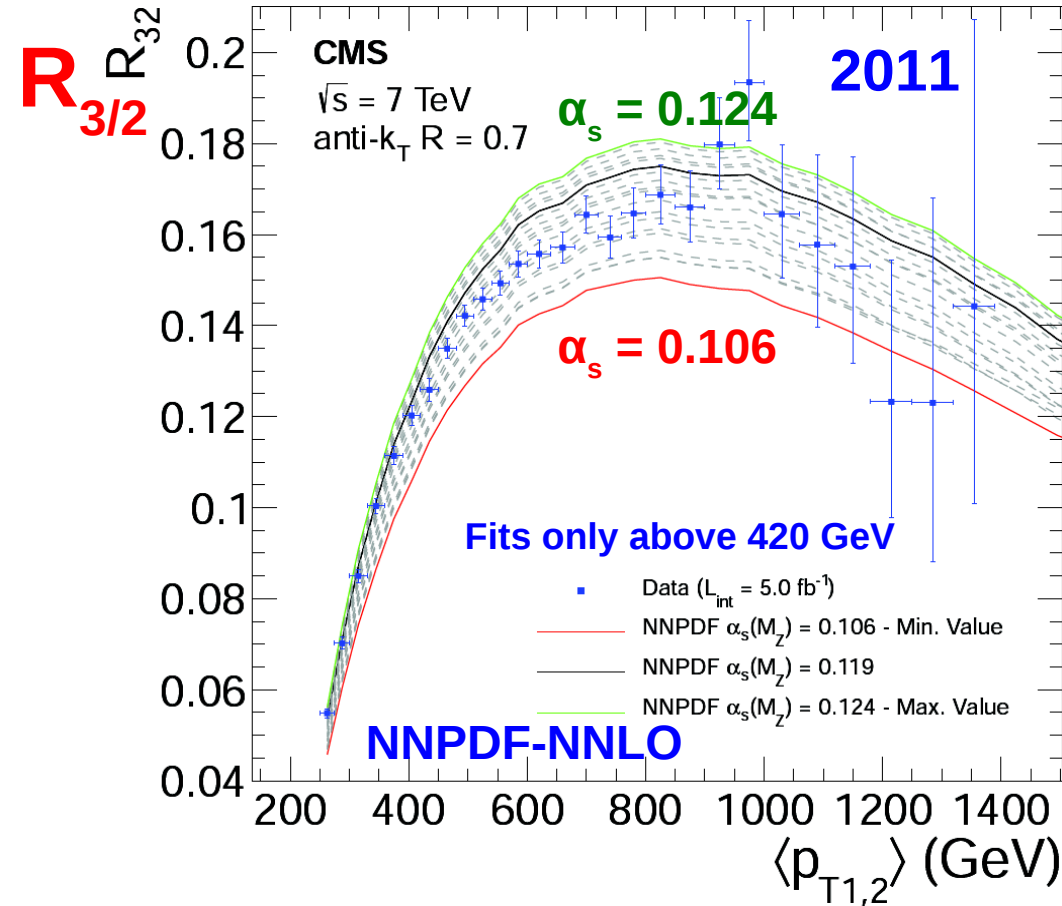 R3/2
R32
CMS
√s = 7 TeV
anti-kT R = 0.7
2011
αs = 0.124
αs = 0.106
Fits only above 420 GeV
Data (Lint = 5.0 fb-1)
NNPDF αs(MZ) = 0.106 - Min. Value
NNPDF αs(MZ) = 0.119
NNPDF αs(MZ) = 0.124 - Max. Value
NNPDF-NNLO
0.2
0.18
0.16
0.14
0.12
0.1
0.08
0.06
0.04
200 400 600 800 1000 1200 1400
⟨pT1,2⟩ (GeV)